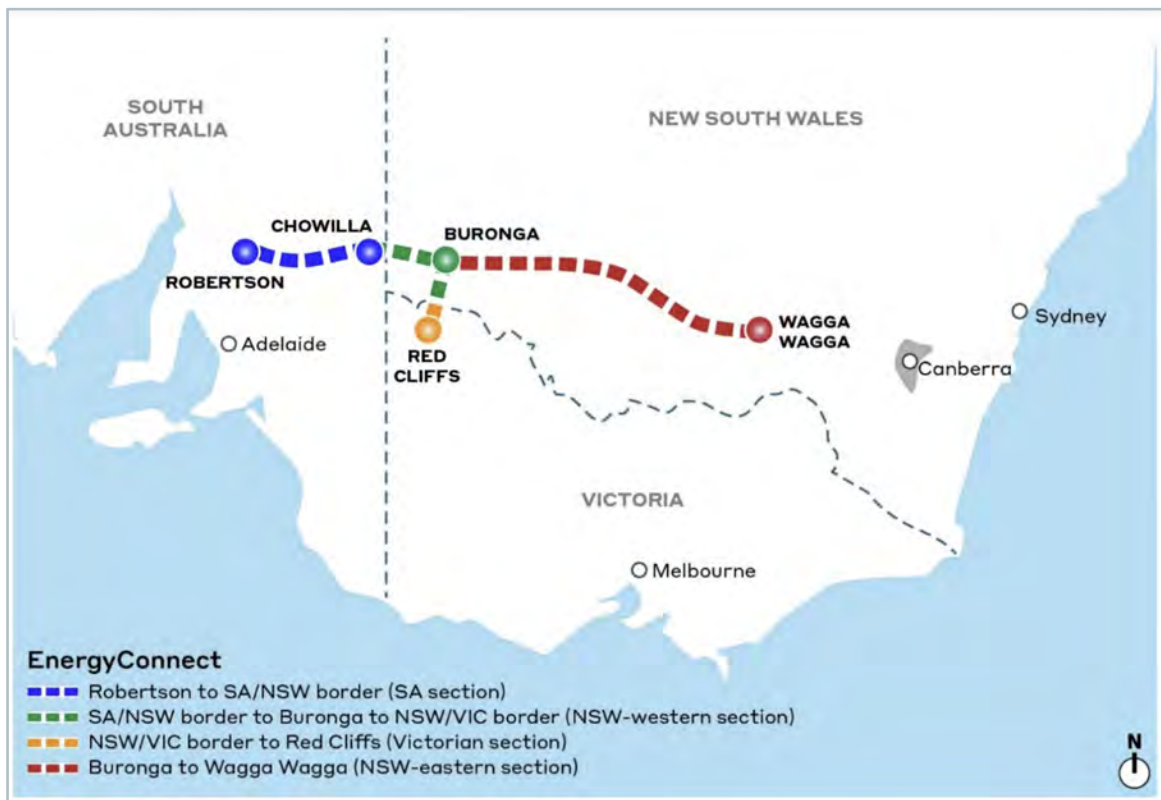 SOUTH
AUSTRALIA
NEW SOUTH WALES
CHOWILLA
BURONGA
ROBERTSON
Adelaide
RED
CLIFFS
WAGGA
WAGGA
Sydney
Canberra
VICTORIA
Melbourne
EnergyConnect
Robertson to SA/NSW border (SA section)
SA/NSW border to Buronga to NSW/VIC border (NSW-western section)
NSW/VIC border to Red Cliffs (Victorian section)
Buronga to Wagga Wagga (NSW-eastern section)
N